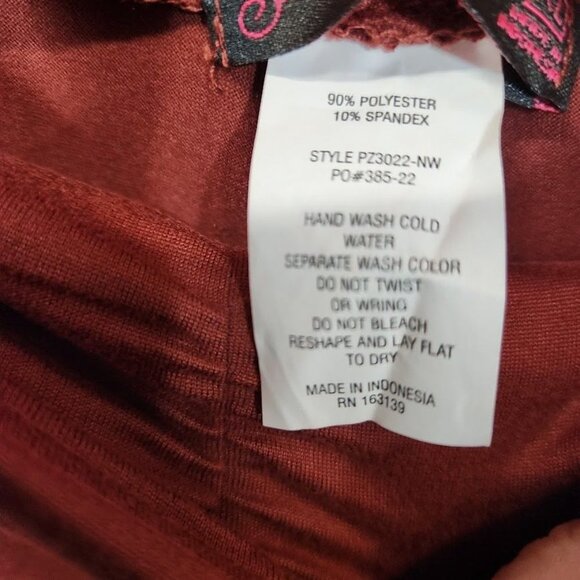 90% POLYESTER
10% SPANDEX
STYLE PZ3022-NW
PO#385-22
HAND WASH COLD
WATER
SEPARATE WASH COLOR
DO NOT TWIST
OR WRING
DO NOT BLEACH
RESHAPE AND LAY FLAT
TO DRY
MADE IN INDONESIA
RN 163139